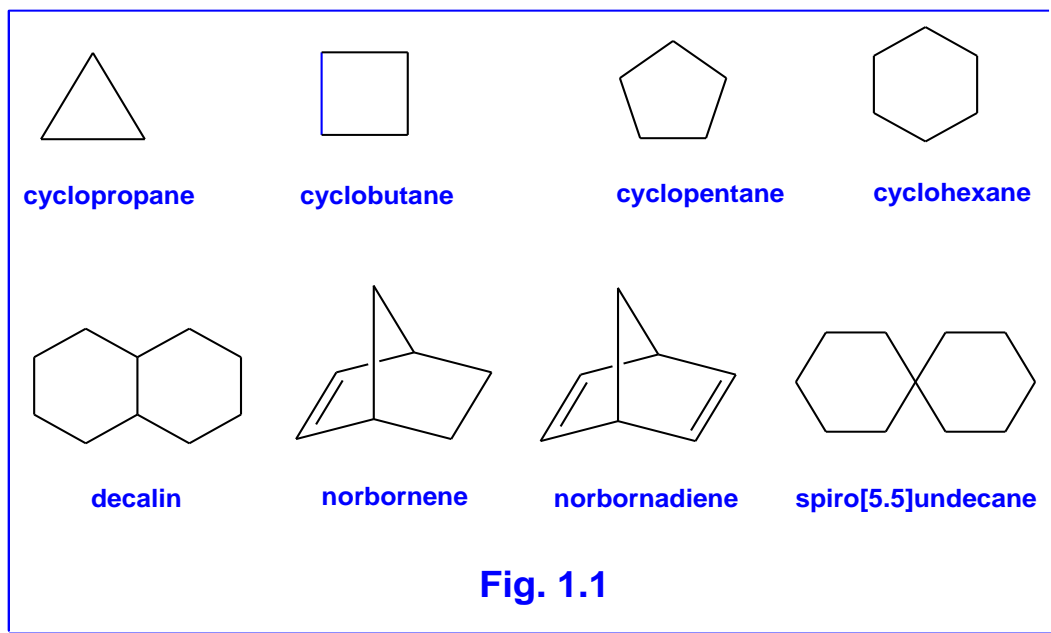 cyclopropane cyclobutane cyclopentane cyclohexane
decalin norbornene norbornadiene spiro[5.5]undecane
Fig. 1.1